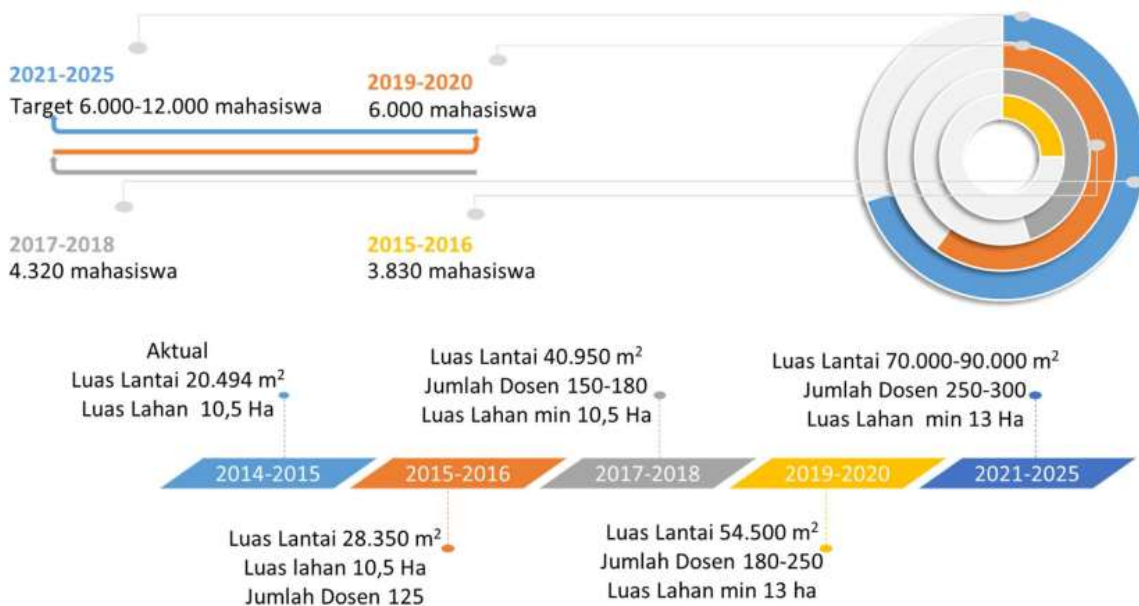 2021-2025
Target 6.000-12.000 mahasiswa
2019-2020
6.000 mahasiswa
2017-2018
4.320 mahasiswa
2015-2016
3.830 mahasiswa
Aktual
Luas Lantai 20.494 m²
Luas Lahan 10,5 Ha
Luas Lantai 40.950 m²
Jumlah Dosen 150-180
Luas Lahan min 10,5 Ha
Luas Lantai 70.000-90.000 m²
Jumlah Dosen 250-300
Luas Lahan min 13 Ha
2014-2015
2015-2016
2017-2018
2019-2020
2021-2025
Luas Lantai 28.350 m²
Luas lahan 10,5 Ha
Jumlah Dosen 125
Luas Lantai 54.500 m²
Jumlah Dosen 180-250
Luas Lahan min 13 ha